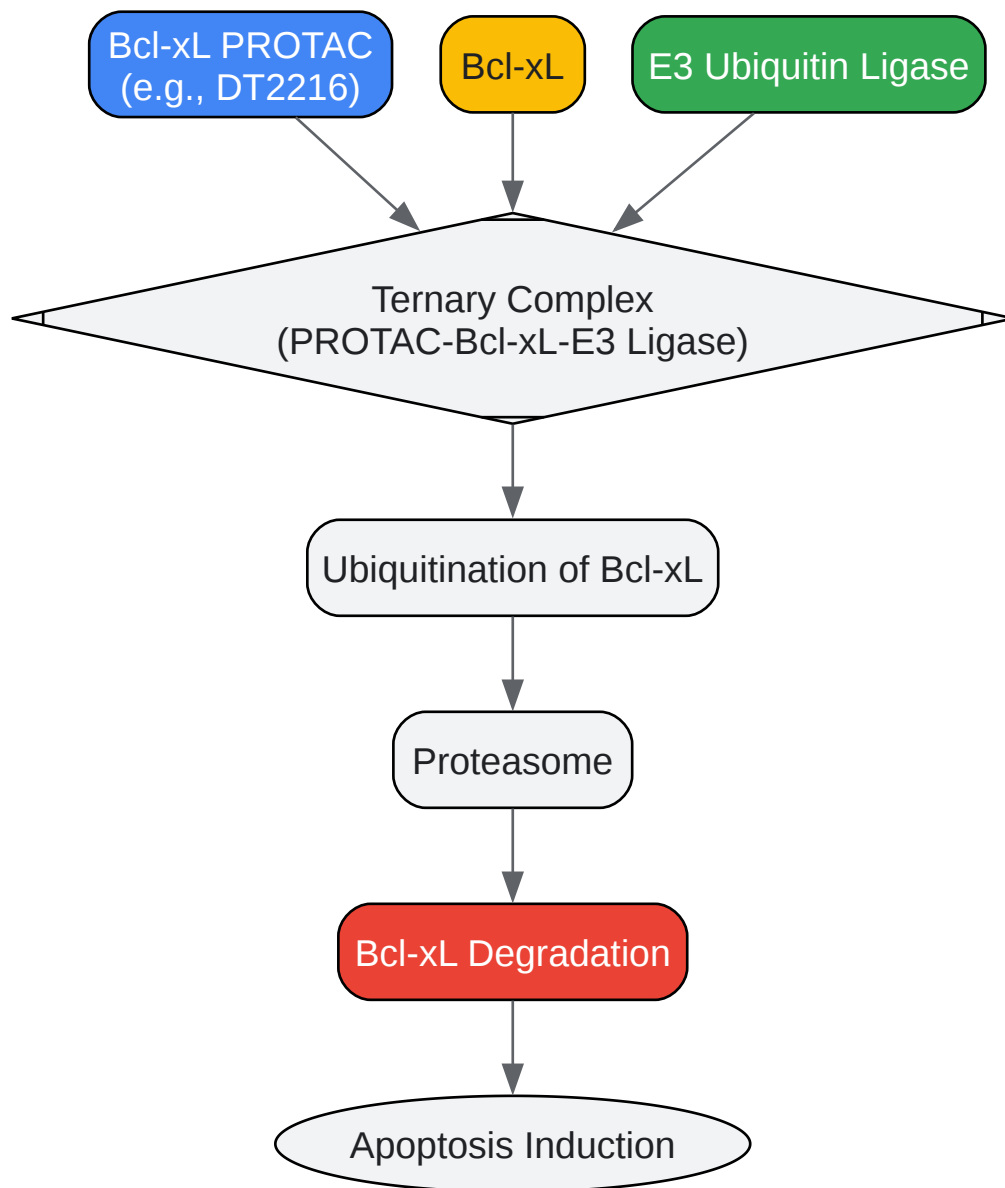 Bcl-xL PROTAC
(e.g., DT2216)
Bcl-xL
E3 Ubiquitin Ligase
Ternary Complex
(PROTAC-Bcl-xL-E3 Ligase)
Ubiquitination of Bcl-xL
Proteasome
Bcl-xL Degradation
Apoptosis Induction